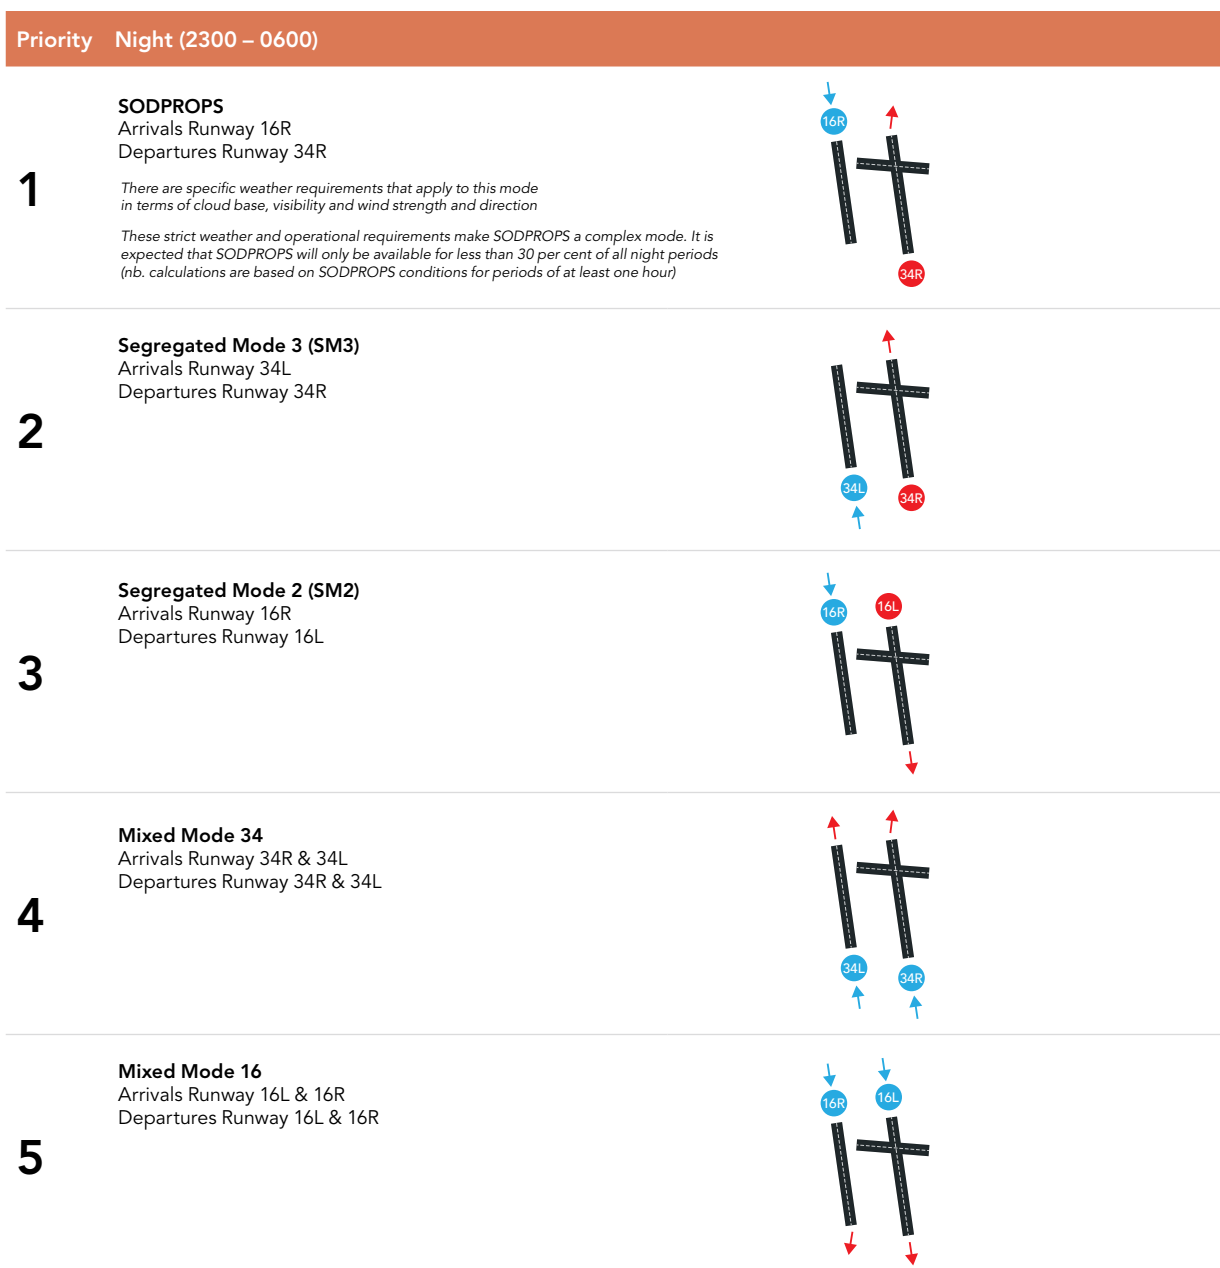 Priority Night (2300 – 0600)
1
SODPROPS
Arrivals Runway 16R
Departures Runway 34R
There are specific weather requirements that apply to this mode
in terms of cloud base, visibility and wind strength and direction
These strict weather and operational requirements make SODPROPS a complex mode. It is
expected that SODPROPS will only be available for less than 30 per cent of all night periods
(nb. calculations are based on SODPROPS conditions for periods of at least one hour)
16R
34R
2
Segregated Mode 3 (SM3)
Arrivals Runway 34L
Departures Runway 34R
34L
34R
3
Segregated Mode 2 (SM2)
Arrivals Runway 16R
Departures Runway 16L
16R
16L
4
Mixed Mode 34
Arrivals Runway 34R & 34L
Departures Runway 34R & 34L
34L
34R
5
Mixed Mode 16
Arrivals Runway 16L & 16R
Departures Runway 16L & 16R
16R
16L